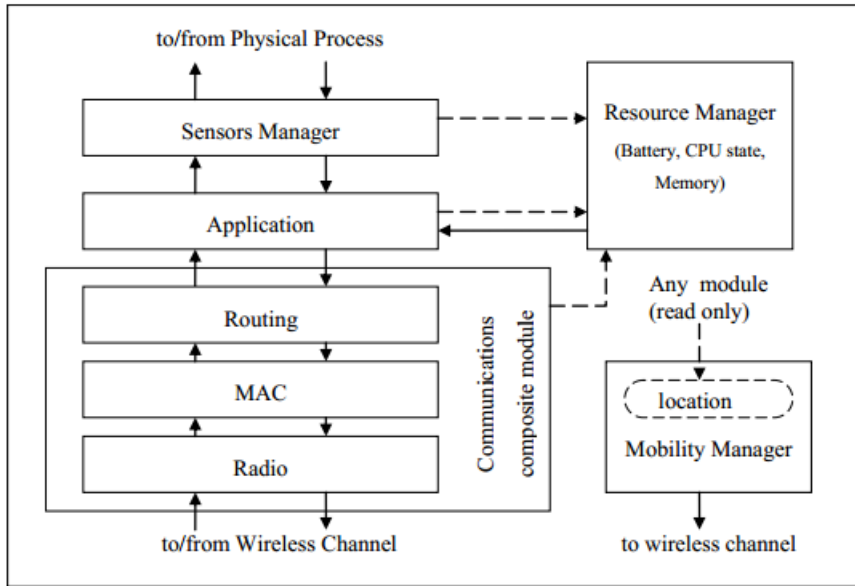 to/from Physical Process
Sensors Manager
Resource Manager
(Battery, CPU state,
Memory)
Application
Routing
MAC
Radio
Communications
composite module
Any module
(read only)
location
Mobility Manager
to/from Wireless Channel
to wireless channel